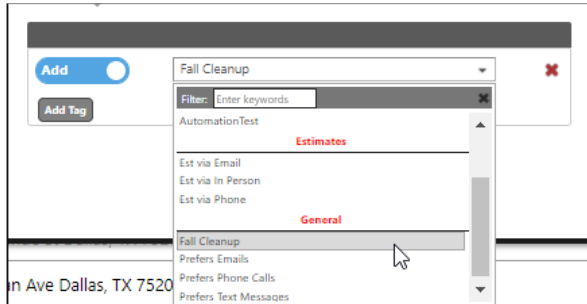 Add
Fall Cleanup
Add Tag
Filter:
Enter keywords
AutomationTest
Estimates
Est via Email
Est via In Person
Est via Phone
General
Fall Cleanup
Prefers Emails
Prefers Phone Calls
Prefers Text Messages
an Ave Dallas, TX 7520